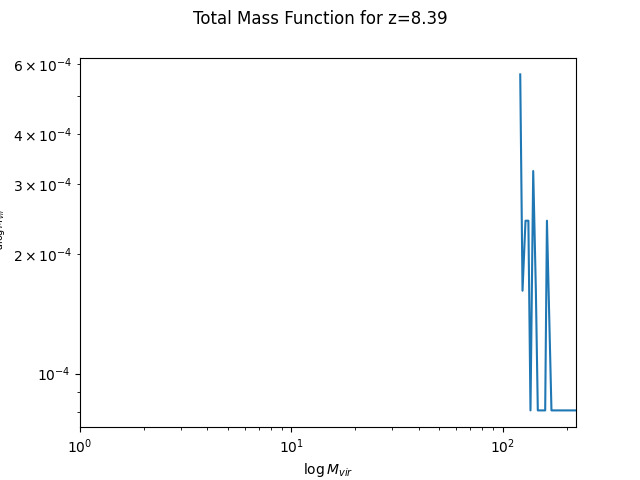 Total Mass Function for z=8.39
6 × 10⁻⁴
4 × 10⁻⁴
3 × 10⁻⁴
2 × 10⁻⁴
10⁻⁴
10⁰ 10¹ 10²
log M_vir